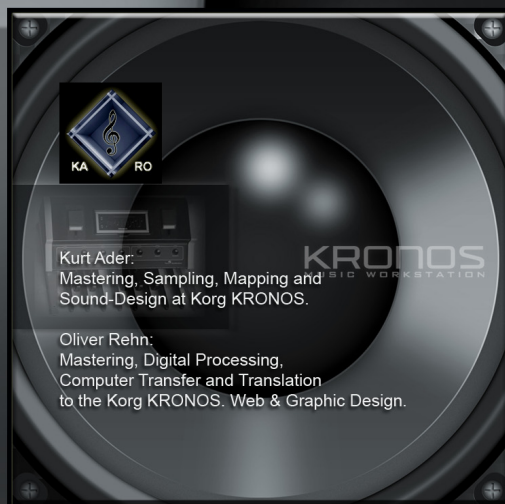 KA RO
KRONOS
MUSIC WORKSTATION
Kurt Ader:
Mastering, Sampling, Mapping and
Sound-Design at Korg KRONOS.
Oliver Rehn:
Mastering, Digital Processing,
Computer Transfer and Translation
to the Korg KRONOS. Web & Graphic Design.